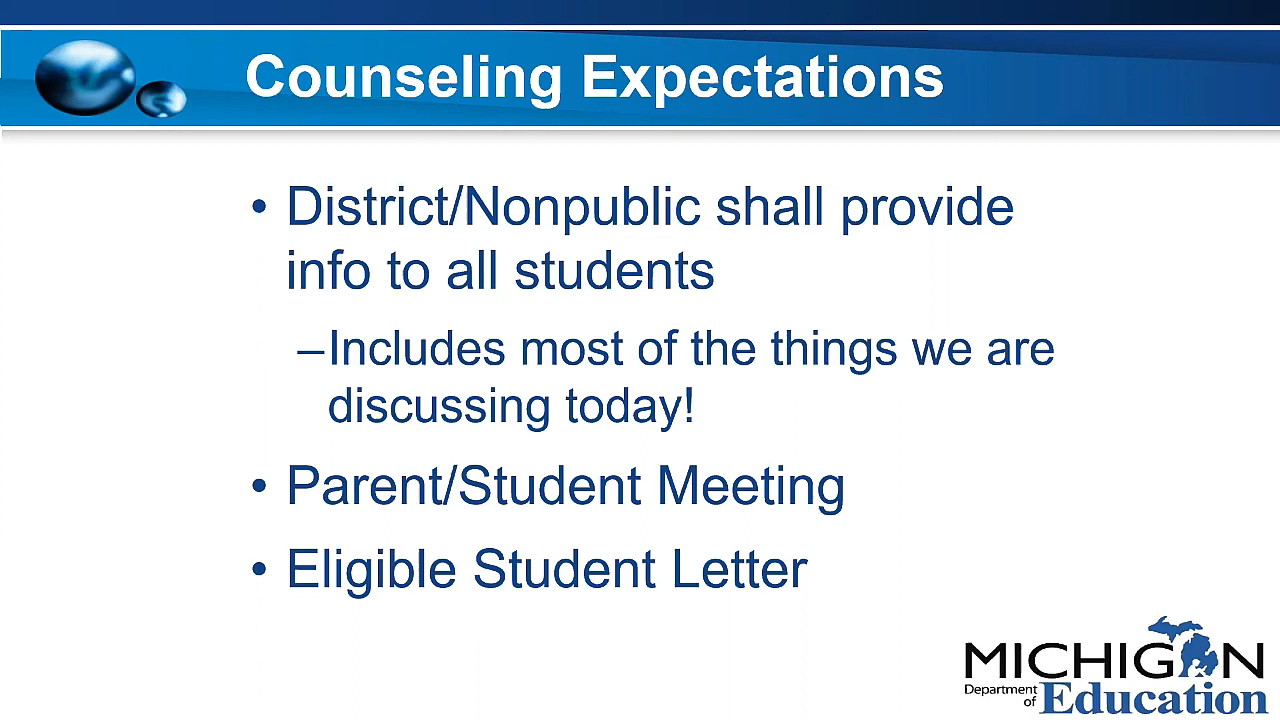 Counseling Expectations
• District/Nonpublic shall provide
info to all students
–Includes most of the things we are
discussing today!
• Parent/Student Meeting
• Eligible Student Letter
MICHIGAN
Department
of Education